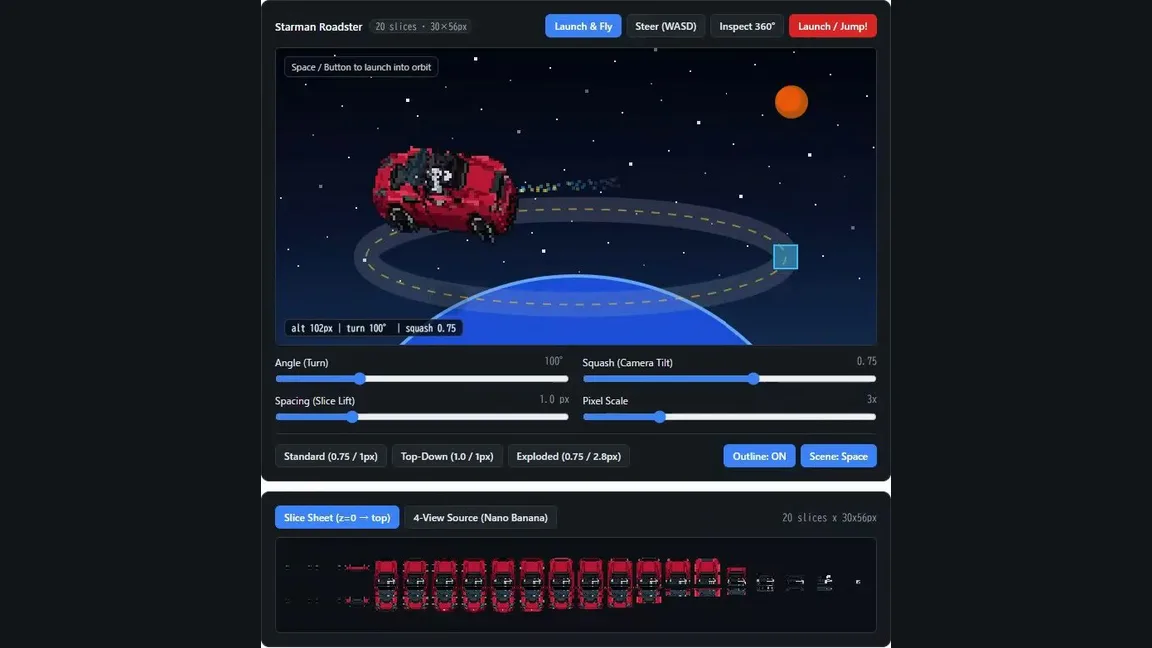 Starman Roadster 20 slices · 30×56px Launch & Fly Steer (WASD) Inspect 360° Launch / Jump!
Space / Button to launch into orbit
alt 102px | turn 100° | squash 0.75
Angle (Turn) 100° Squash (Camera Tilt) 0.75
Spacing (Slice Lift) 1.0 px Pixel Scale 3x
Standard (0.75 / 1px) Top-Down (1.0 / 1px) Exploded (0.75 / 2.8px) Outline: ON Scene: Space
Slice Sheet (z=0 → top) 4-View Source (Nano Banana) 20 slices x 30x56px